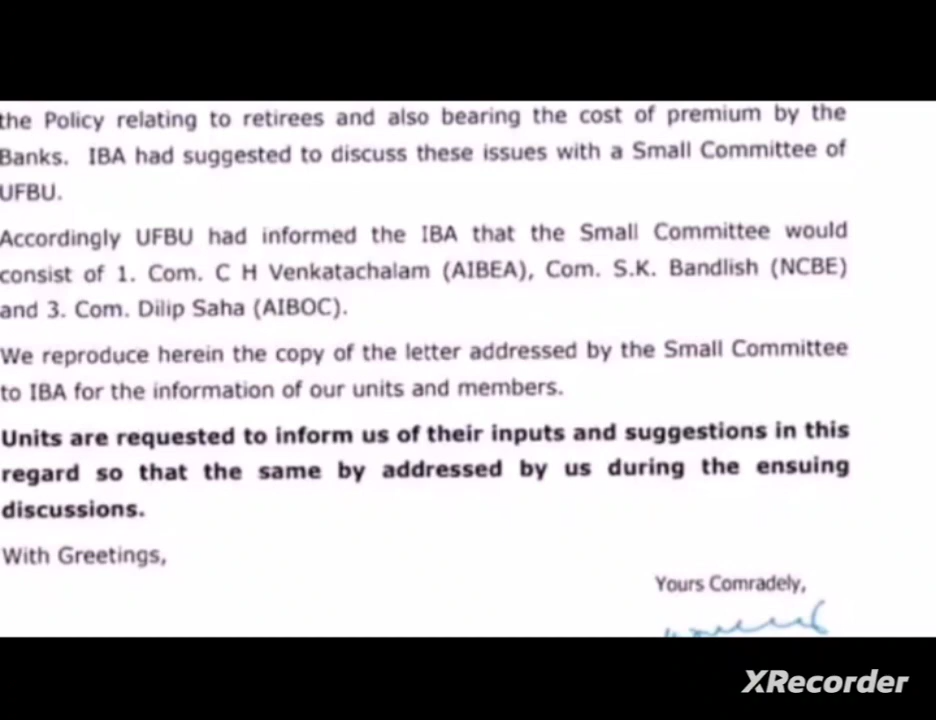 the Policy relating to retirees and also bearing the cost of premium by the
Banks. IBA had suggested to discuss these issues with a Small Committee of
UFBU.
Accordingly UFBU had informed the IBA that the Small Committee would
consist of 1. Com. C H Venkatachalam (AIBEA), Com. S.K. Bandlish (NCBE)
and 3. Com. Dilip Saha (AIBOC).
We reproduce herein the copy of the letter addressed by the Small Committee
to IBA for the information of our units and members.
Units are requested to inform us of their inputs and suggestions in this
regard so that the same by addressed by us during the ensuing
discussions.
With Greetings,
Yours Comradely,
XRecorder